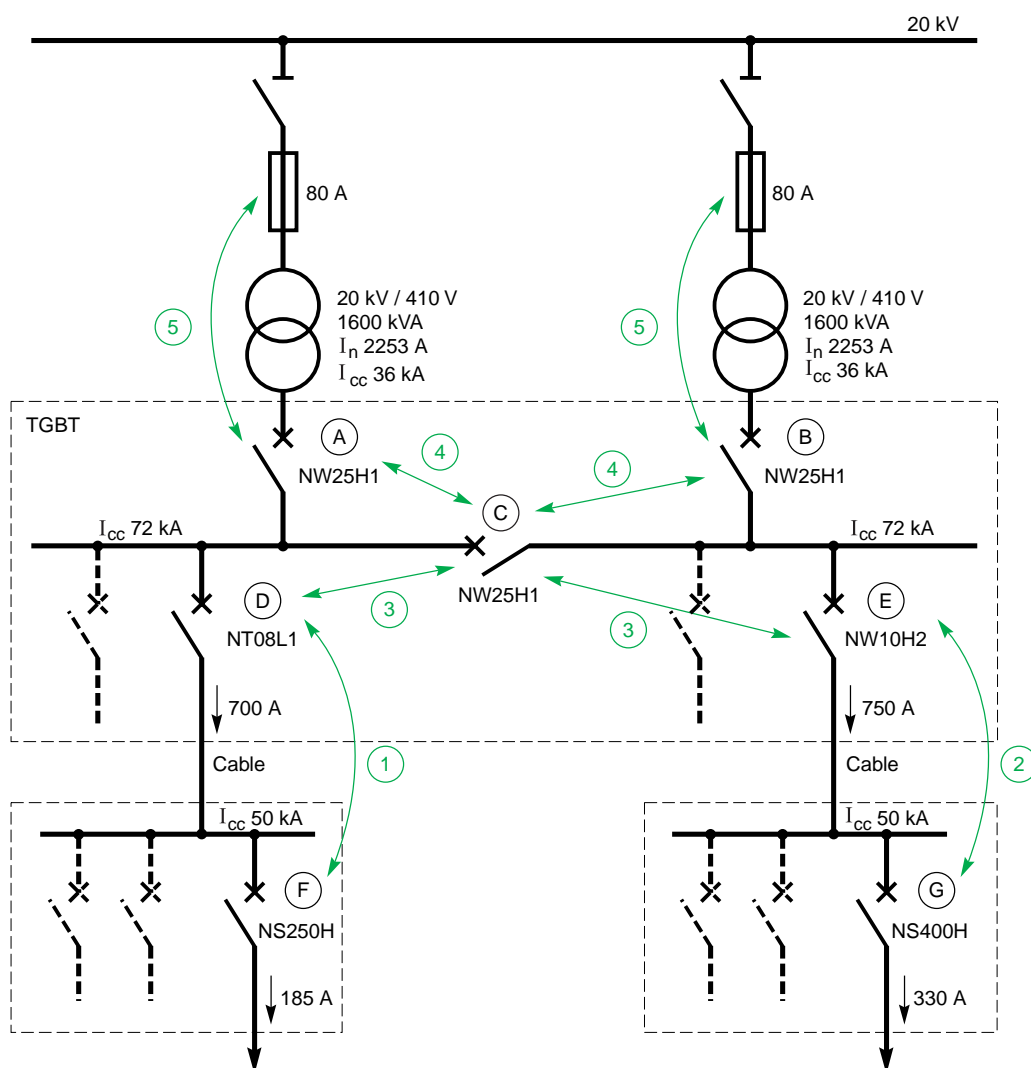 20 kV
80 A
80 A
20 kV / 410 V
1600 kVA
In 2253 A
Icc 36 kA
20 kV / 410 V
1600 kVA
In 2253 A
Icc 36 kA
5
5
TGBT
A
NW25H1
B
NW25H1
4
4
C
NW25H1
Icc 72 kA
Icc 72 kA
D
NT08L1
3
3
E
NW10H2
700 A
750 A
Cable
1
Cable
2
Icc 50 kA
Icc 50 kA
F
NS250H
G
NS400H
185 A
330 A